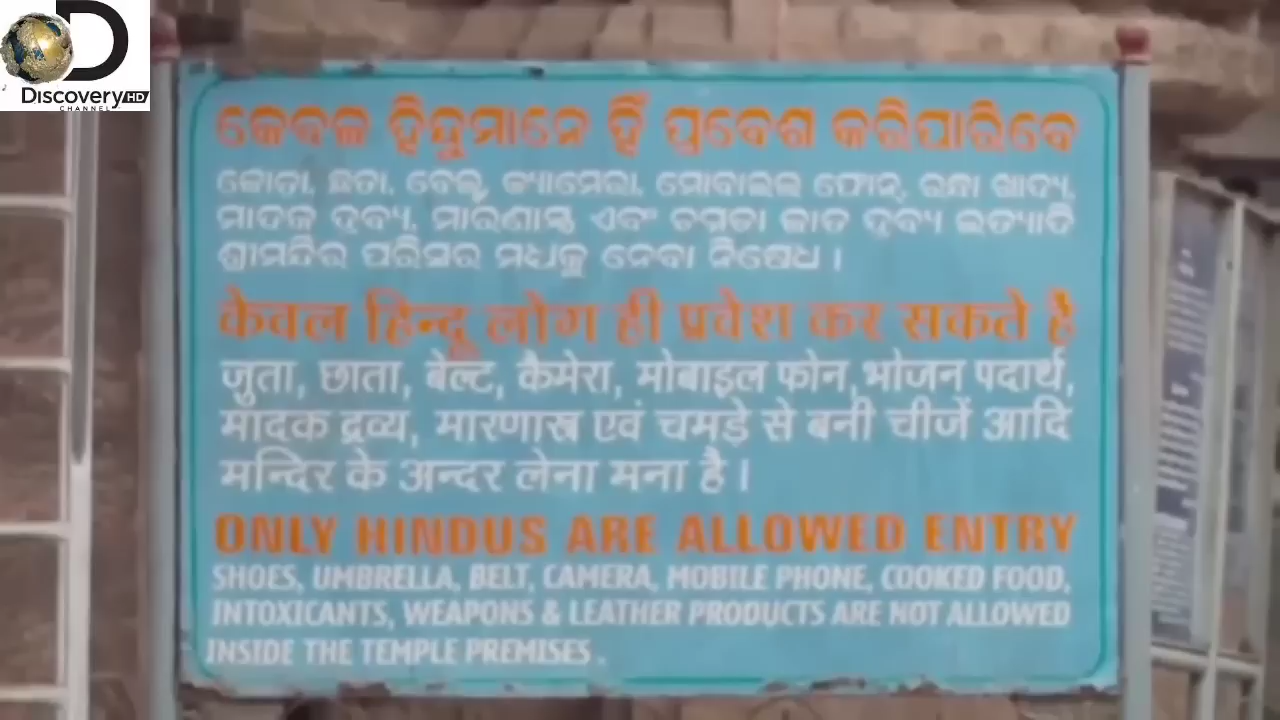 Discovery HD
CHANNEL
କେବଳ ହିନ୍ଦୁମାନେ ହିଁ ପ୍ରବେଶ କରିପାରିବେ
ଜୋତା, ଛତା, ବେଲ୍ଟ, କ୍ୟାମେରା, ମୋବାଇଲ ଫୋନ୍, ରନ୍ଧା ଖାଦ୍ୟ,
ମାଦକ ଦ୍ରବ୍ୟ, ମାରଣାସ୍ତ୍ର ଏବଂ ଚମଡା ଜାତ ଦ୍ରବ୍ୟ ଇତ୍ୟାଦି
ଶ୍ରୀମନ୍ଦିର ପରିସର ମଧ୍ୟକୁ ନେବା ନିଷେଧ ।
केवल हिन्दू लोग ही प्रवेश कर सकते है
जुता, छाता, बेल्ट, कैमेरा, मोबाइल फोन, भोजन पदार्थ,
मादक द्रव्य, मारणास्त्र एवं चमड़े से बनी चीजें आदि
मन्दिर के अन्दर लेना मना है ।
ONLY HINDUS ARE ALLOWED ENTRY
SHOES, UMBRELLA, BELT, CAMERA, MOBILE PHONE, COOKED FOOD,
INTOXICANTS, WEAPONS & LEATHER PRODUCTS ARE NOT ALLOWED
INSIDE THE TEMPLE PREMISES .